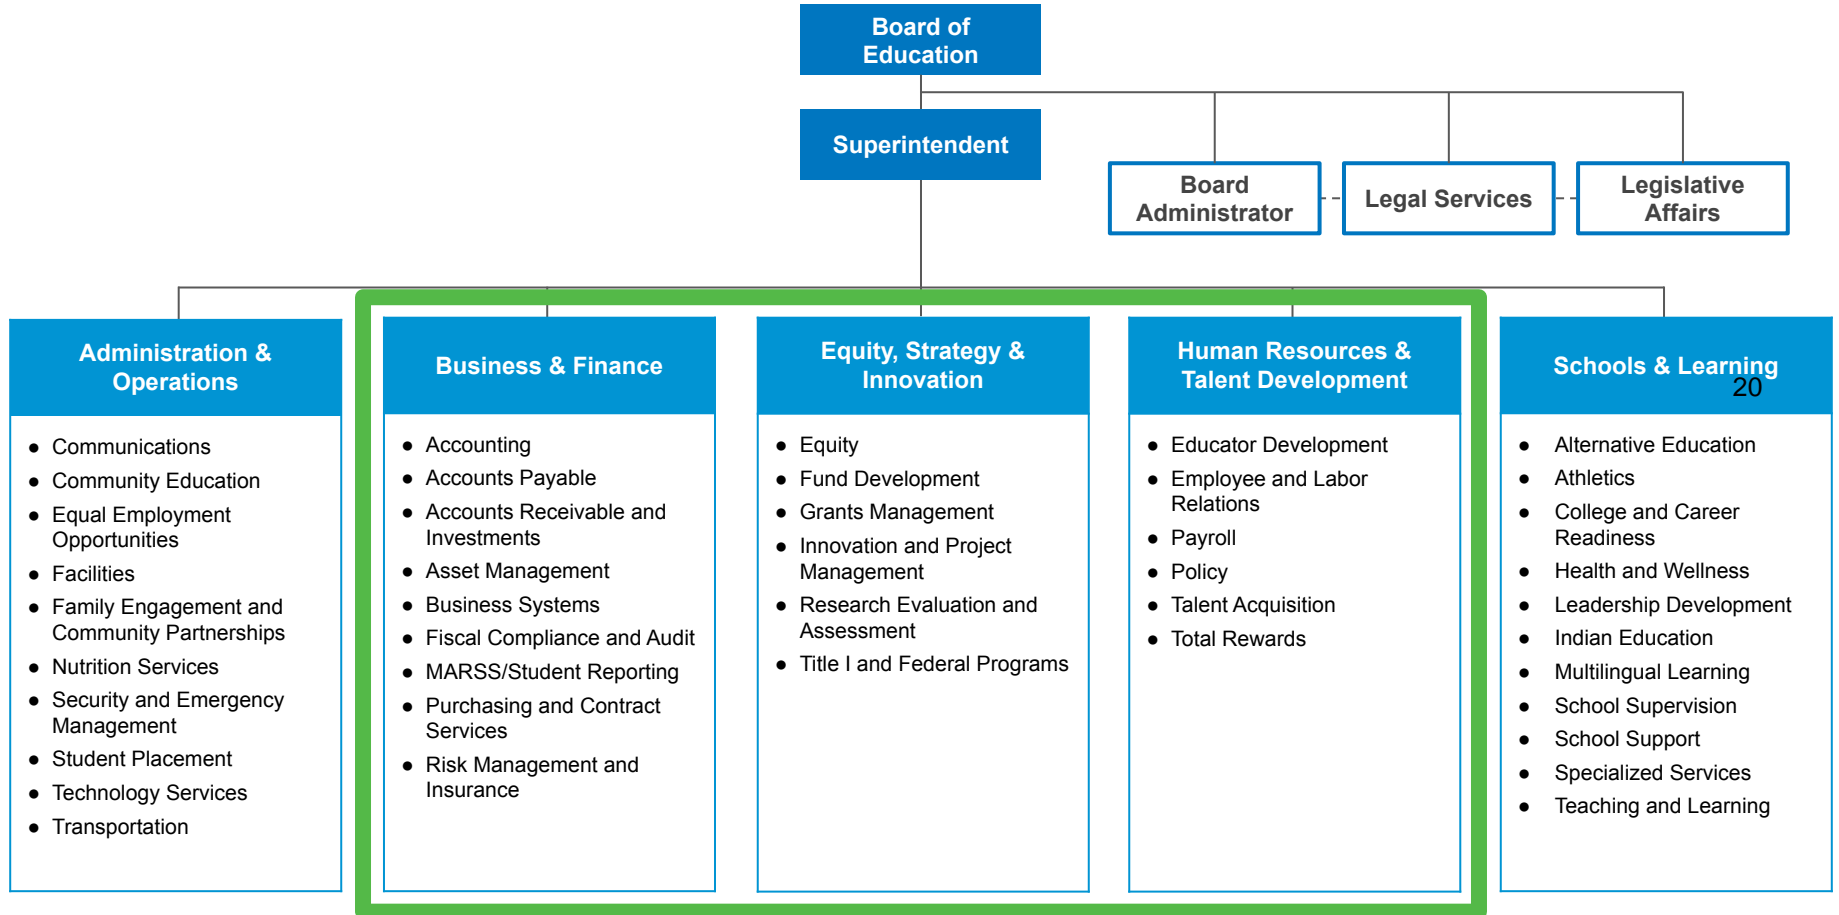 Board of
Education
Superintendent
Board
Administrator
Legal Services
Legislative
Affairs
Administration &
Operations
● Communications
● Community Education
● Equal Employment
Opportunities
● Facilities
● Family Engagement and
Community Partnerships
● Nutrition Services
● Security and Emergency
Management
● Student Placement
● Technology Services
● Transportation
Business & Finance
● Accounting
● Accounts Payable
● Accounts Receivable and
Investments
● Asset Management
● Business Systems
● Fiscal Compliance and Audit
● MARSS/Student Reporting
● Purchasing and Contract
Services
● Risk Management and
Insurance
Equity, Strategy &
Innovation
● Equity
● Fund Development
● Grants Management
● Innovation and Project
Management
● Research Evaluation and
Assessment
● Title I and Federal Programs
Human Resources &
Talent Development
● Educator Development
● Employee and Labor
Relations
● Payroll
● Policy
● Talent Acquisition
● Total Rewards
Schools & Learning
20
● Alternative Education
● Athletics
● College and Career
Readiness
● Health and Wellness
● Leadership Development
● Indian Education
● Multilingual Learning
● School Supervision
● School Support
● Specialized Services
● Teaching and Learning